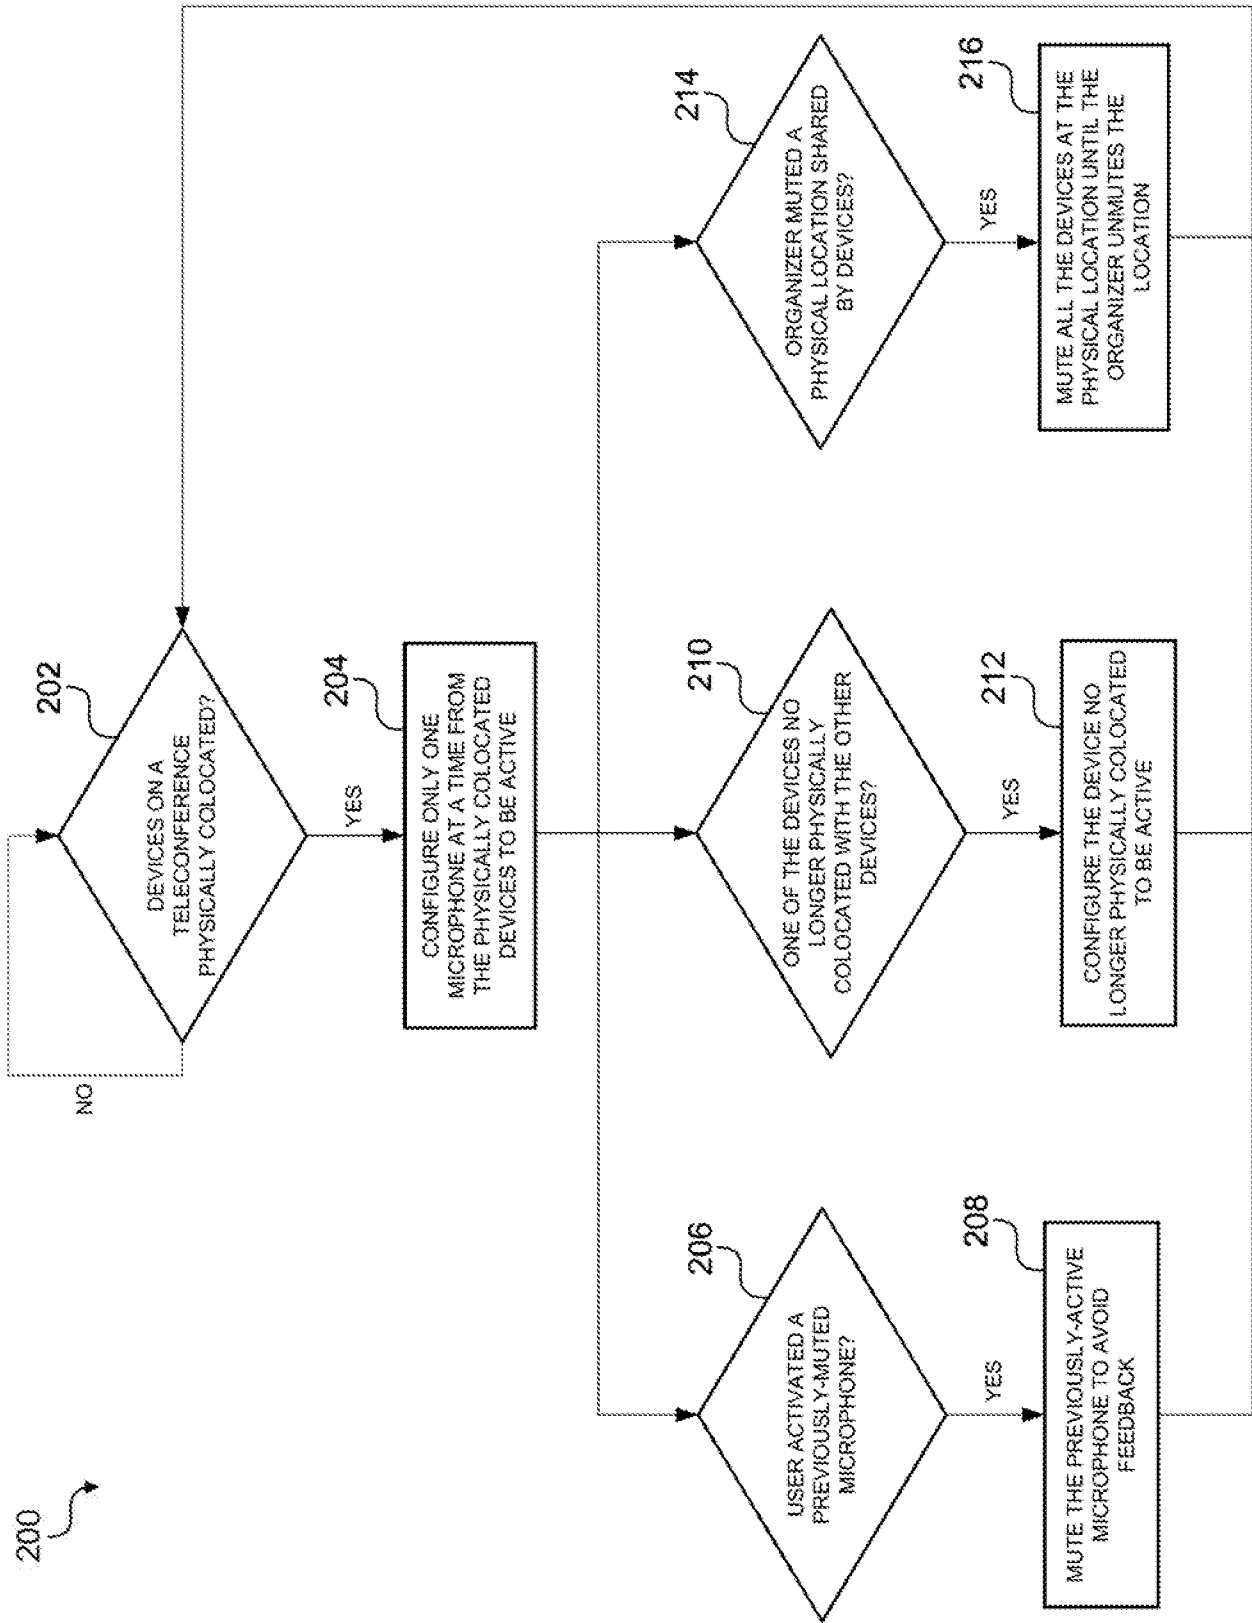 200
202
DEVICES ON A
TELECONFERENCE
PHYSICALLY COLOCATED?
NO
YES
204
CONFIGURE ONLY ONE
MICROPHONE AT A TIME FROM
THE PHYSICALLY COLOCATED
DEVICES TO BE ACTIVE
206
USER ACTIVATED A
PREVIOUSLY-MUTED
MICROPHONE?
YES
208
MUTE THE PREVIOUSLY-ACTIVE
MICROPHONE TO AVOID
FEEDBACK
210
ONE OF THE DEVICES NO
LONGER PHYSICALLY
COLOCATED WITH THE OTHER
DEVICES?
YES
212
CONFIGURE THE DEVICE NO
LONGER PHYSICALLY COLOCATED
TO BE ACTIVE
214
ORGANIZER MUTED A
PHYSICAL LOCATION SHARED
BY DEVICES?
YES
216
MUTE ALL THE DEVICES AT THE
PHYSICAL LOCATION UNTIL THE
ORGANIZER UNMUTES THE
LOCATION